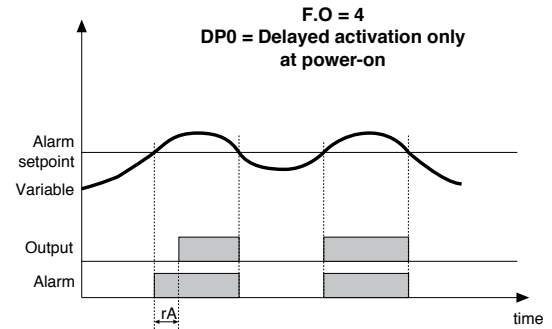 F.O = 4
DP0 = Delayed activation only
at power-on
Alarm
setpoint
Variable
Output
Alarm
rA
time